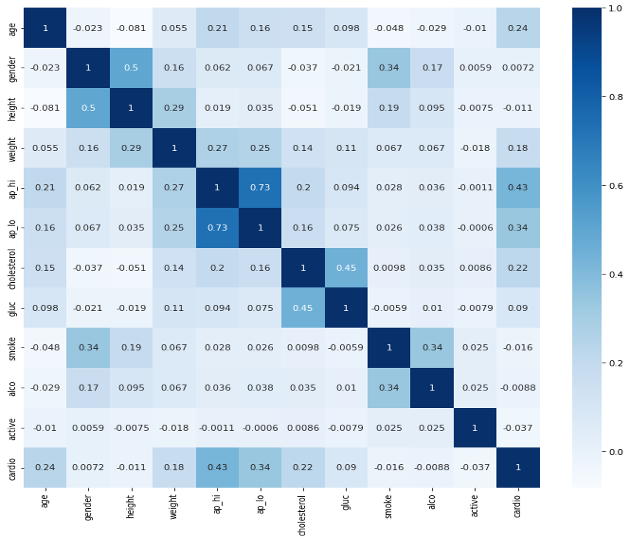 age 1 -0.023 -0.081 0.055 0.21 0.16 0.15 0.098 -0.048 -0.029 -0.01 0.24
gender -0.023 1 0.5 0.16 0.062 0.067 -0.037 -0.021 0.34 0.17 0.0059 0.0072
height -0.081 0.5 1 0.29 0.019 0.035 -0.051 -0.019 0.19 0.095 -0.0075 -0.011
weight 0.055 0.16 0.29 1 0.27 0.25 0.14 0.11 0.067 0.067 -0.018 0.18
ap_hi 0.21 0.062 0.019 0.27 1 0.73 0.2 0.094 0.028 0.036 -0.0011 0.43
ap_lo 0.16 0.067 0.035 0.25 0.73 1 0.16 0.075 0.026 0.038 -0.0006 0.34
cholesterol 0.15 -0.037 -0.051 0.14 0.2 0.16 1 0.45 0.0098 0.035 0.0086 0.22
gluc 0.098 -0.021 -0.019 0.11 0.094 0.075 0.45 1 -0.0059 0.01 -0.0079 0.09
smoke -0.048 0.34 0.19 0.067 0.028 0.026 0.0098 -0.0059 1 0.34 0.025 -0.016
alco -0.029 0.17 0.095 0.067 0.036 0.038 0.035 0.01 0.34 1 0.025 -0.0088
active -0.01 0.0059 -0.0075 -0.018 -0.0011 -0.0006 0.0086 -0.0079 0.025 0.025 1 -0.037
cardio 0.24 0.0072 -0.011 0.18 0.43 0.34 0.22 0.09 -0.016 -0.0088 -0.037 1
age gender height weight ap_hi ap_lo cholesterol gluc smoke alco active cardio
1.0
0.8
0.6
0.4
0.2
0.0